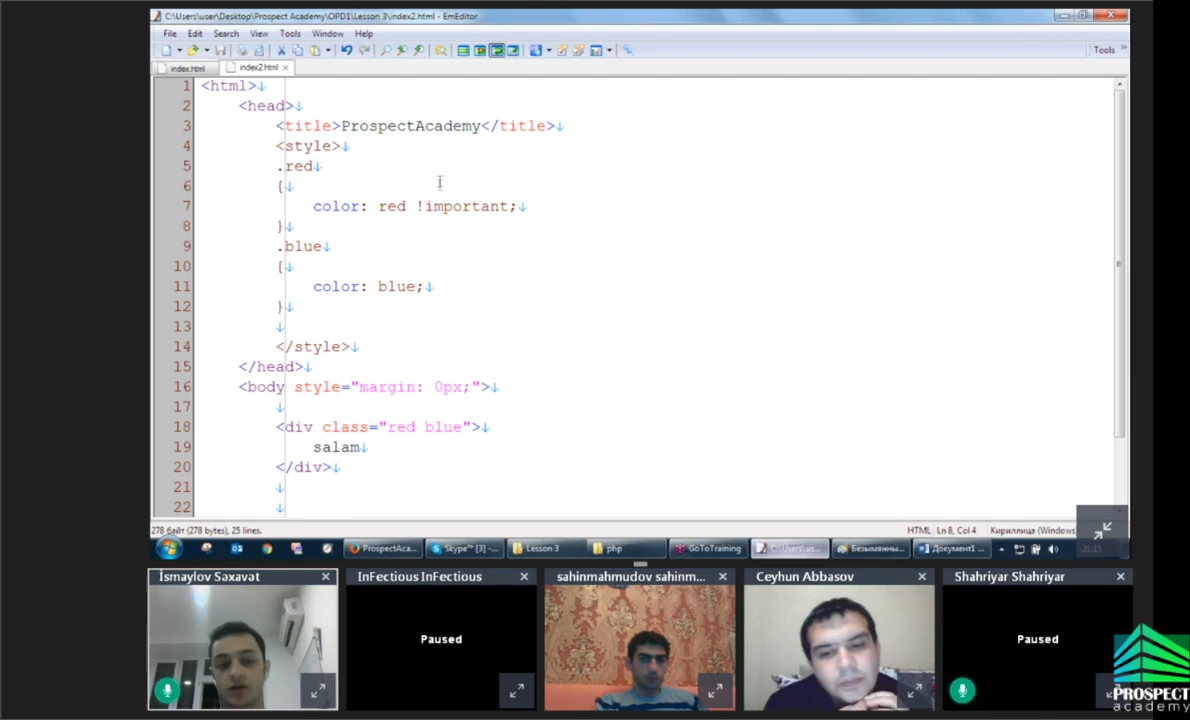 C:\Users\user\Desktop\Prospect Academy\OPD1\Lesson 3\index2.html - EmEditor
File Edit Search View Tools Window Help
Tools
index.html index2.html
1 <html>↓
2 <head>↓
3 <title>ProspectAcademy</title>↓
4 <style>↓
5 .red↓
6 {↓
7 color: red !important;↓
8 }↓
9 .blue↓
10 {↓
11 color: blue;↓
12 }↓
13 ↓
14 </style>↓
15 </head>↓
16 <body style="margin: 0px;">↓
17 ↓
18 <div class="red blue">↓
19 salam↓
20 </div>↓
21 ↓
22 ↓
278 байт (278 bytes), 25 lines. HTML Ln 8, Col 4 Кириллица (Windows
ProspectAca... Skype™ [3] -... Lesson 3 php GoToTraining C:\Users\us... Безымянны... Документ1 ... 21:15
İsmaylov Səxavət InFectious InFectious sahinmahmudov sahinm... Ceyhun Abbasov Shahriyar Shahriyar
Paused Paused
PROSPECT
academy